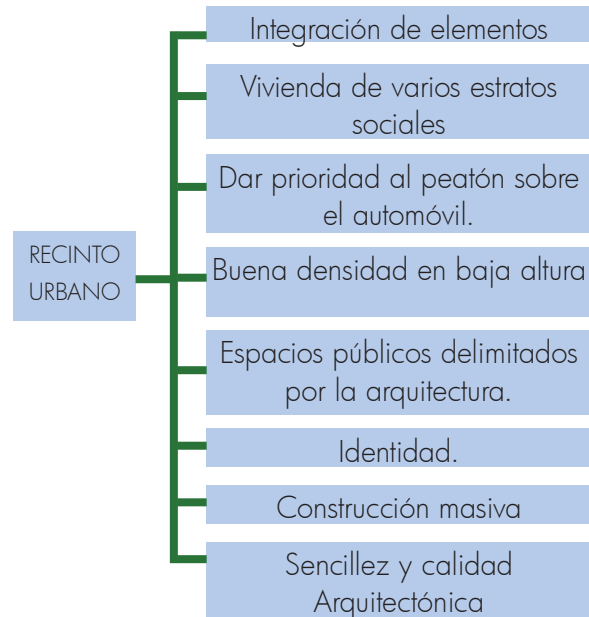 RECINTO
URBANO
Integración de elementos
Vivienda de varios estratos
sociales
Dar prioridad al peatón sobre
el automóvil.
Buena densidad en baja altura
Espacios públicos delimitados
por la arquitectura.
Identidad.
Construcción masiva
Sencillez y calidad
Arquitectónica